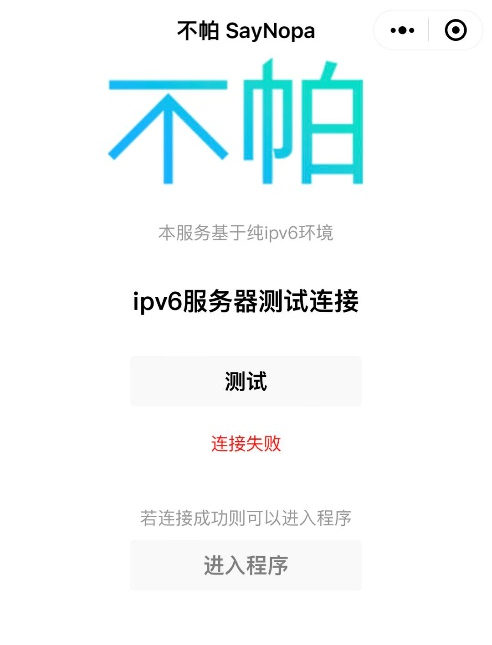 不帕 SayNopa
不帕
本服务基于纯ipv6环境
ipv6服务器测试连接
测试
连接失败
若连接成功则可以进入程序
进入程序